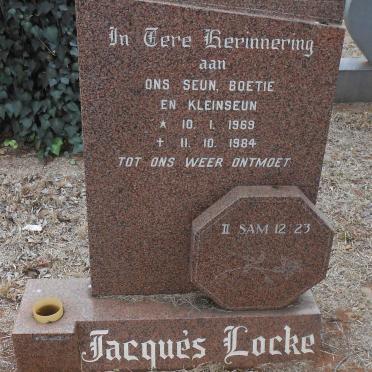 In Tere Herinnering
aan
ONS SEUN, BOETIE
EN KLEINSEUN
* 10. 1. 1969
+ 11. 10. 1984
TOT ONS WEER ONTMOET
II SAM 12:23
Jacques Locke